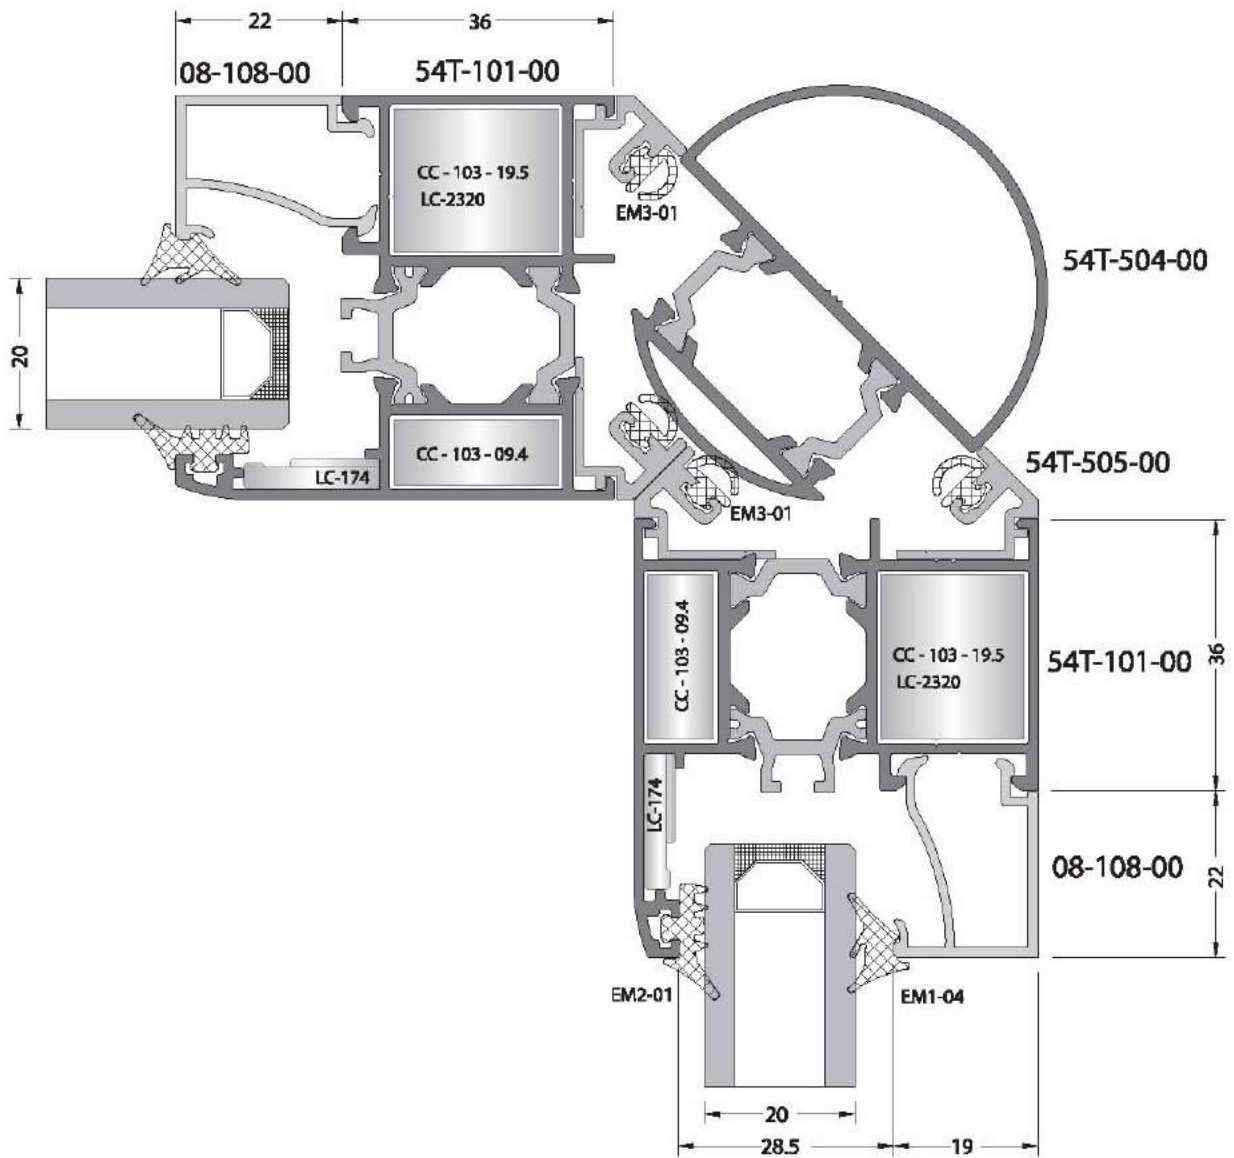 22
36
08-108-00
54T-101-00
CC - 103 - 19.5
LC-2320
EM3-01
54T-504-00
20
CC - 103 - 09.4
LC-174
54T-505-00
EM3-01
CC - 103 - 09.4
CC - 103 - 19.5
LC-2320
54T-101-00
36
LC-174
08-108-00
22
EM2-01
EM1-04
20
28.5
19